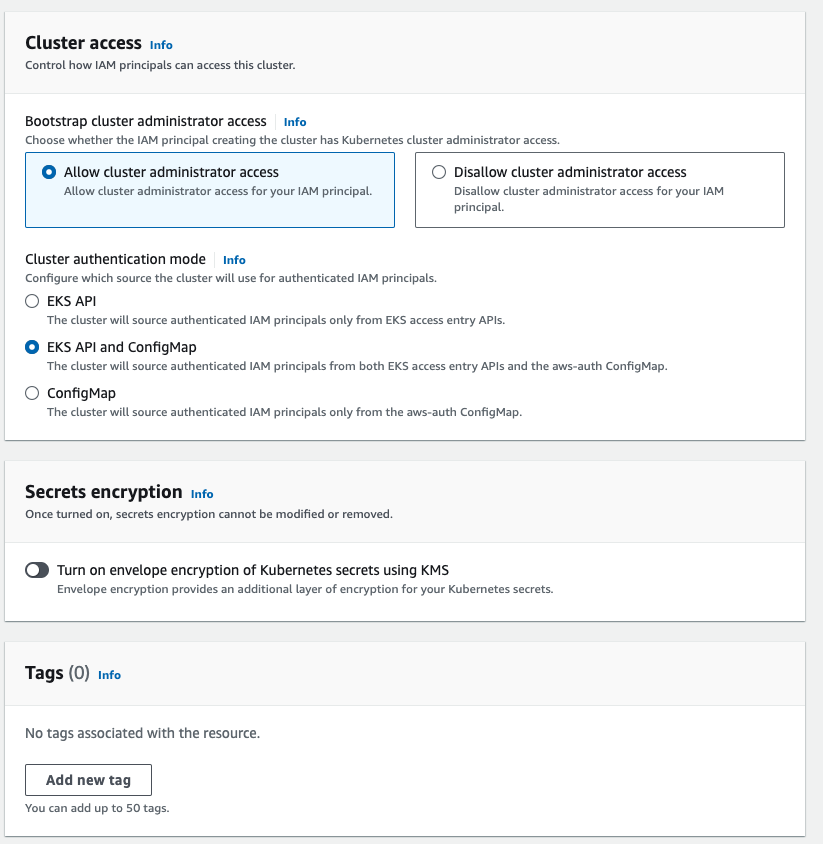 Cluster access Info
Control how IAM principals can access this cluster.
Bootstrap cluster administrator access Info
Choose whether the IAM principal creating the cluster has Kubernetes cluster administrator access.
Allow cluster administrator access
Allow cluster administrator access for your IAM principal.
Disallow cluster administrator access
Disallow cluster administrator access for your IAM
principal.
Cluster authentication mode Info
Configure which source the cluster will use for authenticated IAM principals.
EKS API
The cluster will source authenticated IAM principals only from EKS access entry APIs.
EKS API and ConfigMap
The cluster will source authenticated IAM principals from both EKS access entry APIs and the aws-auth ConfigMap.
ConfigMap
The cluster will source authenticated IAM principals only from the aws-auth ConfigMap.
Secrets encryption Info
Once turned on, secrets encryption cannot be modified or removed.
Turn on envelope encryption of Kubernetes secrets using KMS
Envelope encryption provides an additional layer of encryption for your Kubernetes secrets.
Tags (0) Info
No tags associated with the resource.
Add new tag
You can add up to 50 tags.